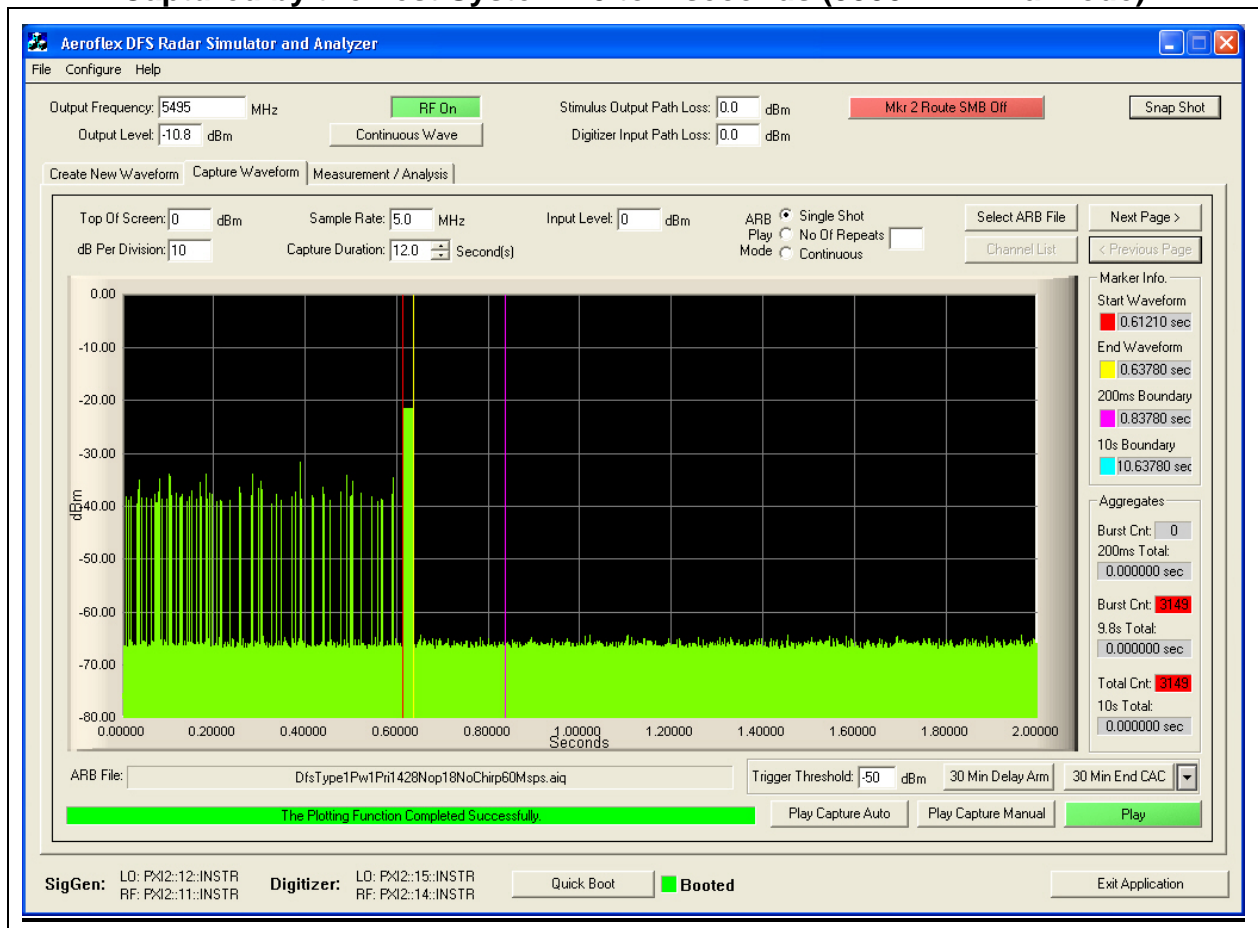 Aeroflex DFS Radar Simulator and Analyzer
File Configure Help
Output Frequency: 5495 MHz RF On Stimulus Output Path Loss: 0.0 dBm Mkr 2 Route SMB Off Snap Shot
Output Level: -10.8 dBm Continuous Wave Digitizer Input Path Loss: 0.0 dBm
Create New Waveform Capture Waveform Measurement / Analysis
Top Of Screen: 0 dBm Sample Rate: 5.0 MHz Input Level: 0 dBm ARB Play Mode Single Shot Select ARB File Next Page >
No Of Repeats
dB Per Division: 10 Capture Duration: 12.0 Second(s) Continuous Channel List < Previous Page
Marker Info.
Start Waveform
0.61210 sec
End Waveform
0.63780 sec
200ms Boundary
0.83780 sec
10s Boundary
10.63780 sec
Aggregates
Burst Cnt: 0
200ms Total:
0.000000 sec
Burst Cnt: 3149
9.8s Total:
0.000000 sec
Total Cnt: 3149
10s Total:
0.000000 sec
0.00
-10.00
-20.00
-30.00
-40.00
-50.00
-60.00
-70.00
-80.00
dBm
0.00000 0.20000 0.40000 0.60000 0.80000 1.00000 1.20000 1.40000 1.60000 1.80000 2.00000
Seconds
ARB File: DfsType1Pw1Pri1428Nop18NoChirp60Msps.aiq Trigger Threshold: -50 dBm 30 Min Delay Arm 30 Min End CAC
The Plotting Function Completed Successfully. Play Capture Auto Play Capture Manual Play
SigGen: LO: PXI2::12::INSTR Digitizer: LO: PXI2::15::INSTR Quick Boot Booted Exit Application
RF: PXI2::11::INSTR RF: PXI2::14::INSTR